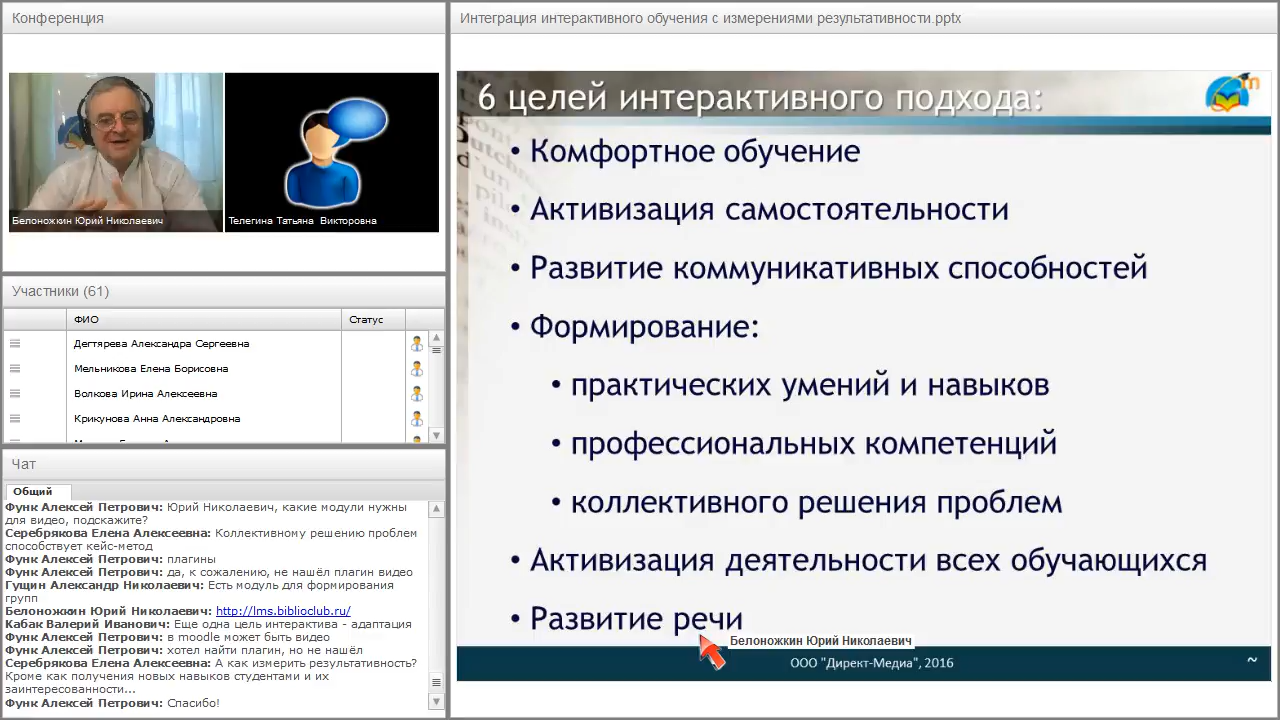 Конференция
Белоножкин Юрий Николаевич
Телегина Татьяна Викторовна
Участники (61)
ФИО Статус
Дегтярева Александра Сергеевна
Мельникова Елена Борисовна
Волкова Ирина Алексеевна
Крикунова Анна Александровна
Чат
Общий
Функ Алексей Петрович: Юрий Николаевич, какие модули нужны
для видео, подскажите?
Серебрякова Елена Алексеевна: Коллективному решению проблем
способствует кейс-метод
Функ Алексей Петрович: плагины
Функ Алексей Петрович: да, к сожалению, не нашёл плагин видео
Гущин Александр Николаевич: Есть модуль для формирования
групп
Белоножкин Юрий Николаевич: http://lms.biblioclub.ru/
Кабак Валерий Иванович: Еще одна цель интерактива - адаптация
Функ Алексей Петрович: в moodle может быть видео
Функ Алексей Петрович: хотел найти плагин, но не нашёл
Серебрякова Елена Алексеевна: А как измерить результативность?
Кроме как получения новых навыков студентами и их
заинтересованности...
Функ Алексей Петрович: Спасибо!
Интеграция интерактивного обучения с измерениями результативности.pptx
6 целей интерактивного подхода:
• Комфортное обучение
• Активизация самостоятельности
• Развитие коммуникативных способностей
• Формирование:
• практических умений и навыков
• профессиональных компетенций
• коллективного решения проблем
• Активизация деятельности всех обучающихся
• Развитие речи
Белоножкин Юрий Николаевич
ООО "Директ-Медиа", 2016
~